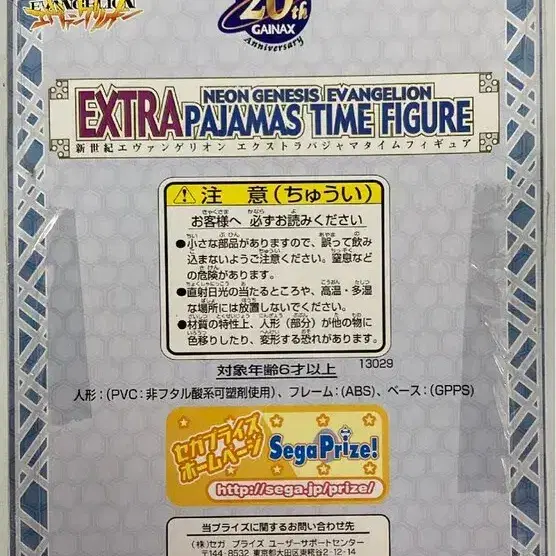 EVANGELION
エヴァンゲリオン
20th
GAINAX
Anniversary
NEON GENESIS EVANGELION
EXTRA PAJAMAS TIME FIGURE
新世紀エヴァンゲリオン エクストラパジャマタイムフィギュア
注意(ちゅうい)
お客様へ 必ずお読みください
●小さな部品がありますので、誤って飲み
込まないようご注意ください。窒息など
の危険があります。
●直射日光の当たるところや、高温・多湿
な場所には放置しないでください。
●材質の特性上、人形(部分)が他の物に
色移りしたり、変形する恐れがあります。
対象年齢6才以上
13029
人形:(PVC:非フタル酸系可塑剤使用)、フレーム:(ABS)、ベース:(GPPS)
セガプライズ
ホームページ
SegaPrize!
http://sega.jp/prize/
当プライズに関するお問い合わせ先
(株)セガ プライズ ユーザーサポートセンター
〒144-8532 東京都大田区東糀谷2-12-14